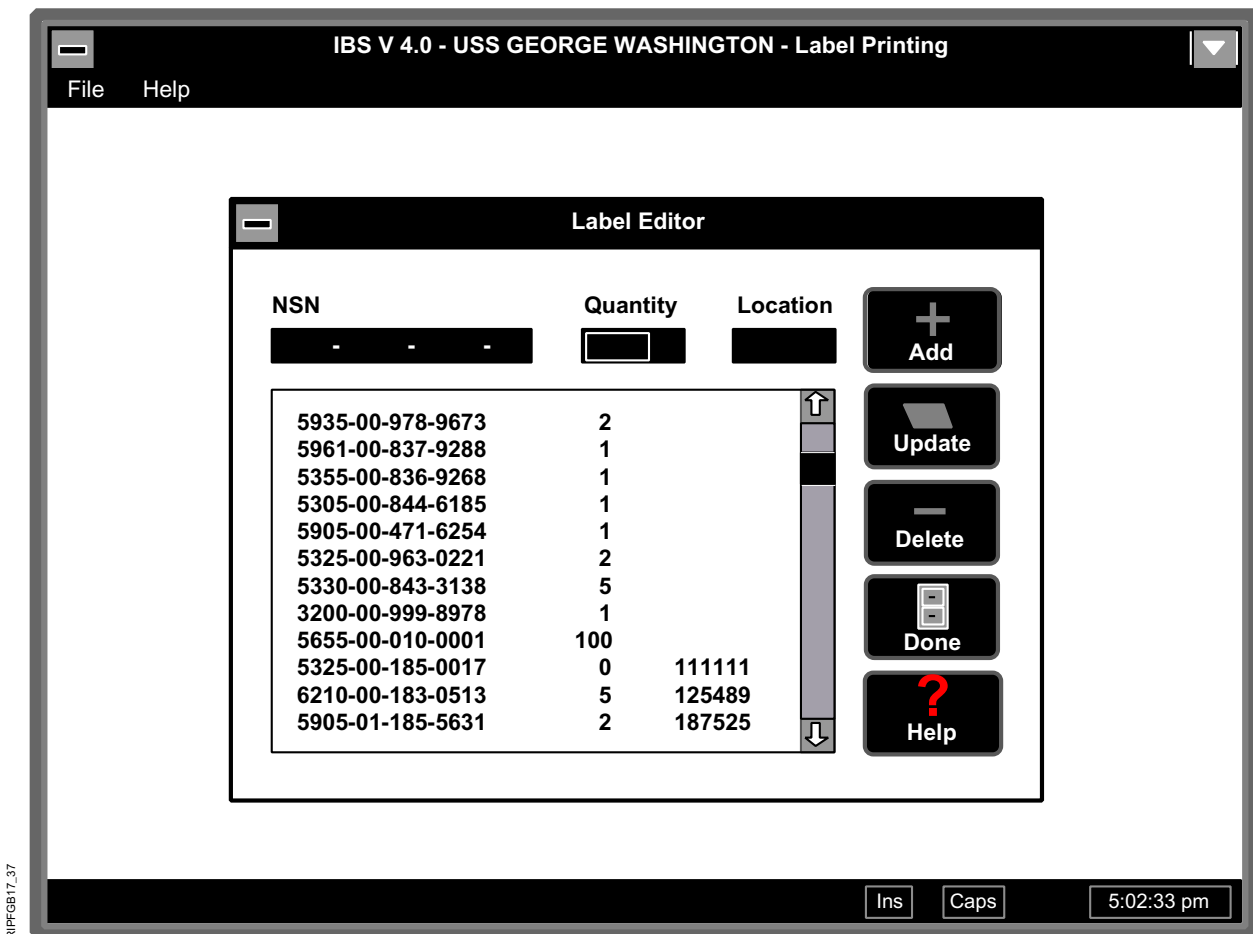 IBS V 4.0 - USS GEORGE WASHINGTON - Label Printing
File Help
Label Editor
NSN Quantity Location
- - -
Add
Update
Delete
Done
Help
5935-00-978-9673 2
5961-00-837-9288 1
5355-00-836-9268 1
5305-00-844-6185 1
5905-00-471-6254 1
5325-00-963-0221 2
5330-00-843-3138 5
3200-00-999-8978 1
5655-00-010-0001 100
5325-00-185-0017 0 111111
6210-00-183-0513 5 125489
5905-01-185-5631 2 187525
Ins Caps 5:02:33 pm